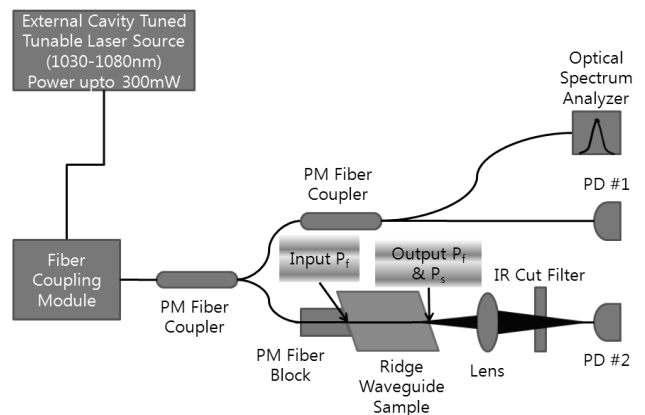 External Cavity Tuned
Tunable Laser Source
(1030-1080nm)
Power upto 300mW
Optical
Spectrum
Analyzer
PM Fiber
Coupler
PD #1
Fiber
Coupling
Module
Input Pf
Output Pf
& Ps
IR Cut Filter
PM Fiber
Coupler
PM Fiber
Block
Ridge
Waveguide
Sample
Lens
PD #2